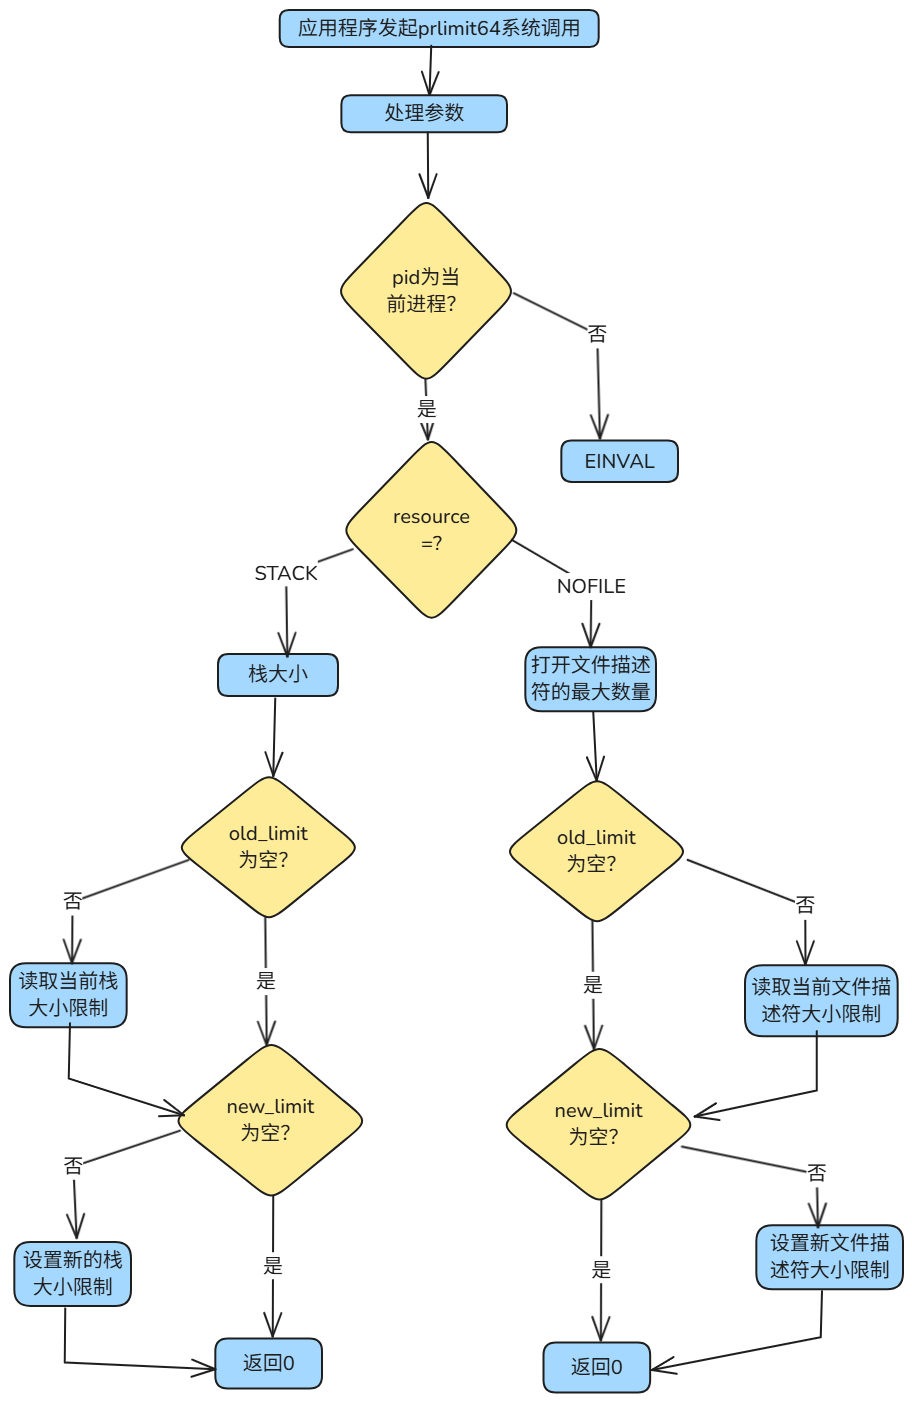 应用程序发起prlimit64系统调用
处理参数
pid为当
前进程?
否
是
EINVAL
resource
=?
STACK
NOFILE
栈大小
打开文件描述
符的最大数量
old_limit
为空?
old_limit
为空?
否
是
是
否
读取当前栈
大小限制
读取当前文件描
述符大小限制
new_limit
为空?
new_limit
为空?
否
否
设置新的栈
大小限制
是
是
设置新文件描
述符大小限制
返回0
返回0